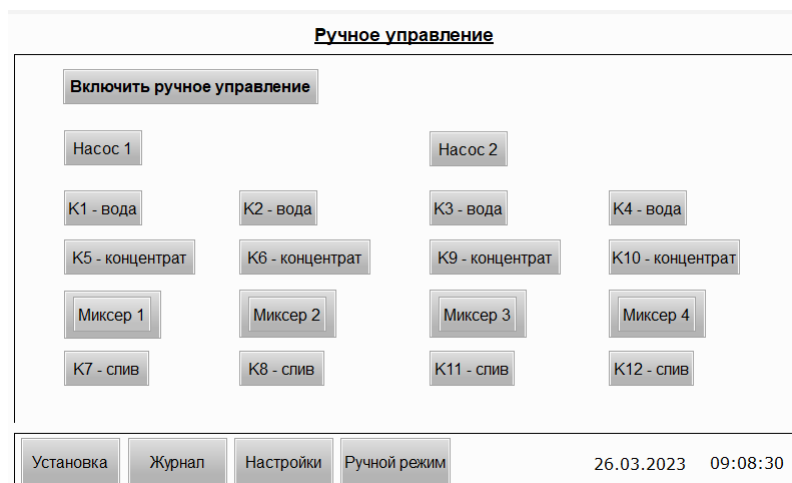 Ручное управление
Включить ручное управление
Насос 1 Насос 2
К1 - вода К2 - вода К3 - вода К4 - вода
К5 - концентрат К6 - концентрат К9 - концентрат К10 - концентрат
Миксер 1 Миксер 2 Миксер 3 Миксер 4
К7 - слив К8 - слив К11 - слив К12 - слив
Установка Журнал Настройки Ручной режим 26.03.2023 09:08:30